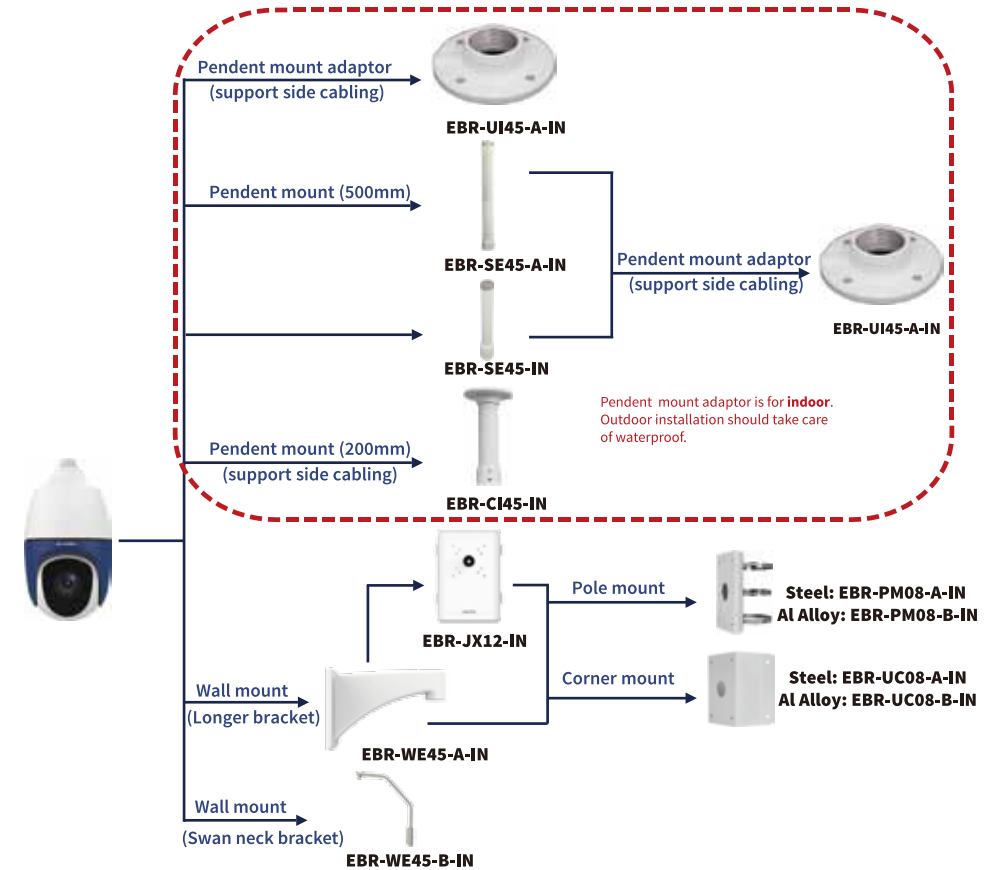 Pendent mount adaptor
(support side cabling)
EBR-UI45-A-IN
Pendent mount (500mm)
EBR-SE45-A-IN
Pendent mount adaptor
(support side cabling)
EBR-UI45-A-IN
EBR-SE45-IN
Pendent mount adaptor is for indoor.
Outdoor installation should take care
of waterproof.
Pendent mount (200mm)
(support side cabling)
EBR-CI45-IN
EBR-JX12-IN
Pole mount
Steel: EBR-PM08-A-IN
Al Alloy: EBR-PM08-B-IN
Wall mount
(Longer bracket)
EBR-WE45-A-IN
Corner mount
Steel: EBR-UC08-A-IN
Al Alloy: EBR-UC08-B-IN
Wall mount
(Swan neck bracket)
EBR-WE45-B-IN